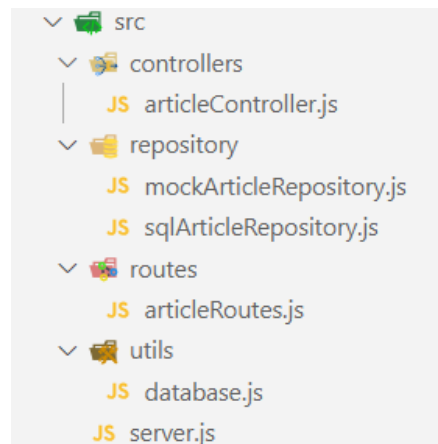 src
controllers
JS articleController.js
repository
JS mockArticleRepository.js
JS sqlArticleRepository.js
routes
JS articleRoutes.js
utils
JS database.js
JS server.js